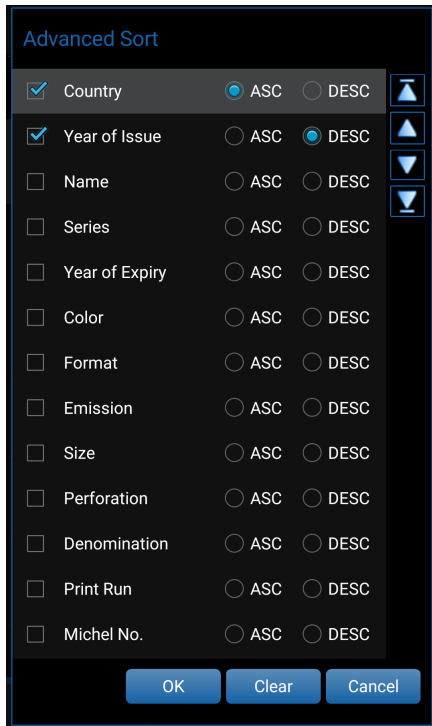 Advanced Sort
Country ASC DESC
Year of Issue ASC DESC
Name ASC DESC
Series ASC DESC
Year of Expiry ASC DESC
Color ASC DESC
Format ASC DESC
Emission ASC DESC
Size ASC DESC
Perforation ASC DESC
Denomination ASC DESC
Print Run ASC DESC
Michel No. ASC DESC
OK Clear Cancel